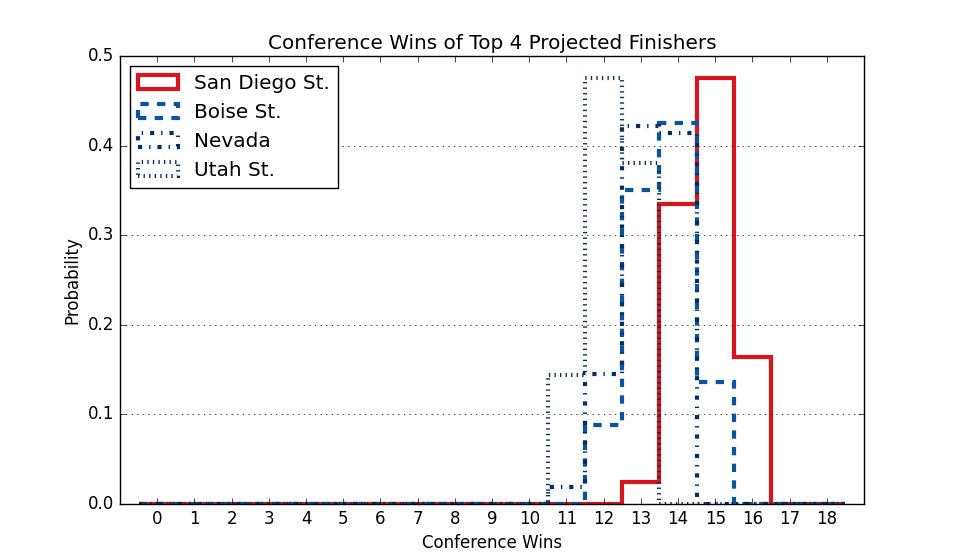 Conference Wins of Top 4 Projected Finishers
San Diego St.
Boise St.
Nevada
Utah St.
0.5
0.4
0.3
0.2
0.1
0.0
Probability
0 1 2 3 4 5 6 7 8 9 10 11 12 13 14 15 16 17 18
Conference Wins